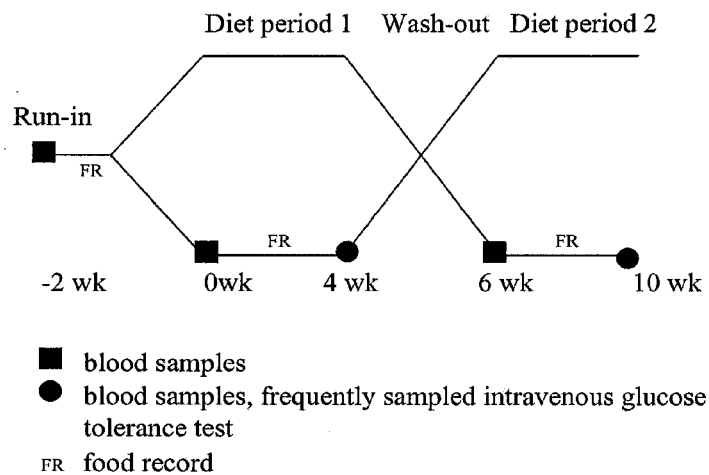 Diet period 1 Wash-out Diet period 2
Run-in
FR
FR FR
-2 wk 0wk 4 wk 6 wk 10 wk
blood samples
blood samples, frequently sampled intravenous glucose
tolerance test
FR food record